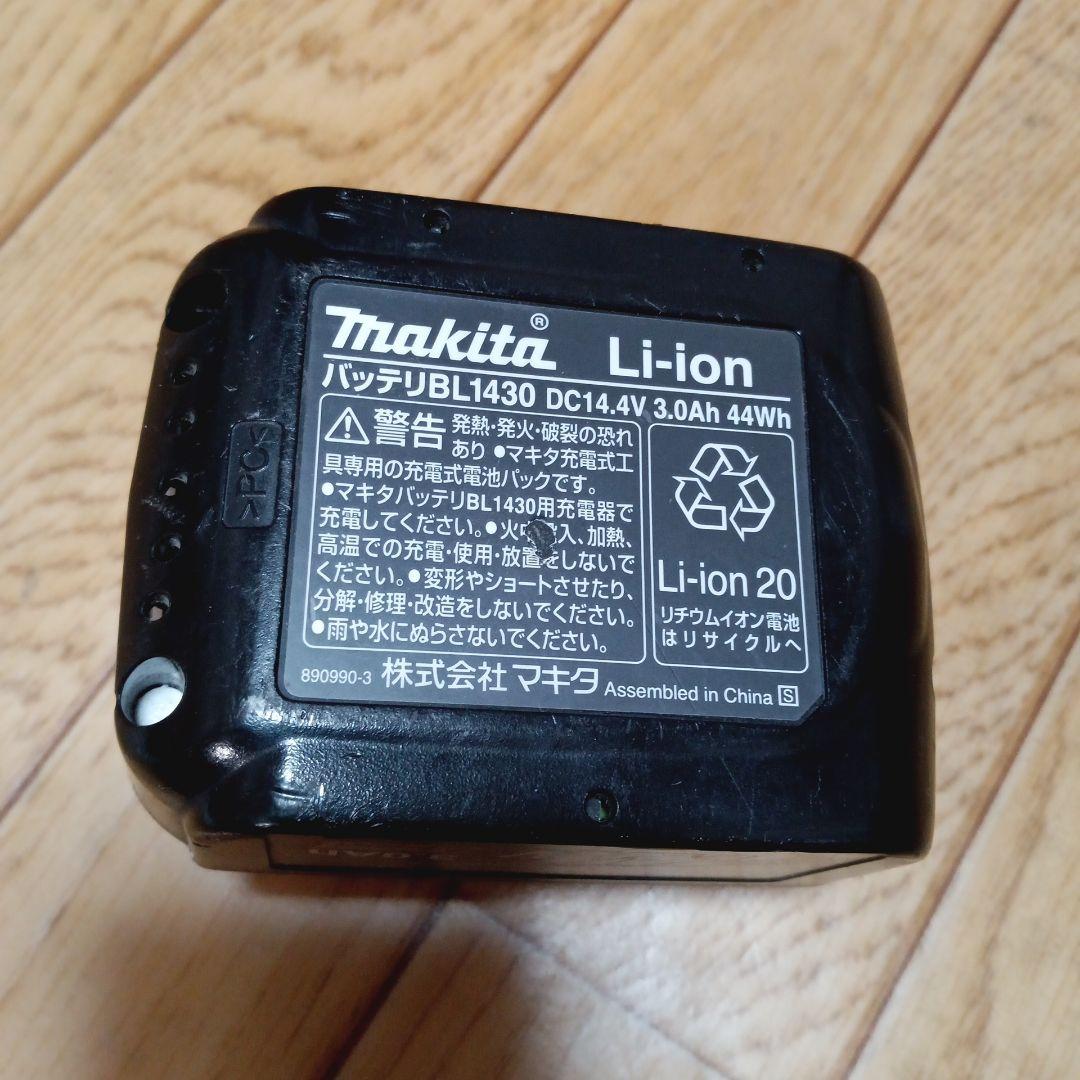 makita® Li-ion
バッテリBL1430 DC14.4V 3.0Ah 44Wh
警告 発熱・発火・破裂の恐れ
あり ●マキタ充電式工
具専用の充電式電池パックです。
●マキタバッテリBL1430用充電器で
充電してください。●火中 入、加熱、
高温での充電・使用・放置をしないで
ください。●変形やショートさせたり、
分解・修理・改造をしないでください。
●雨や水にぬらさないでください。
Li-ion 20
リチウムイオン電池
はリサイクルへ
890990-3 株式会社マキタ Assembled in China S
>PC<
3.0Ah